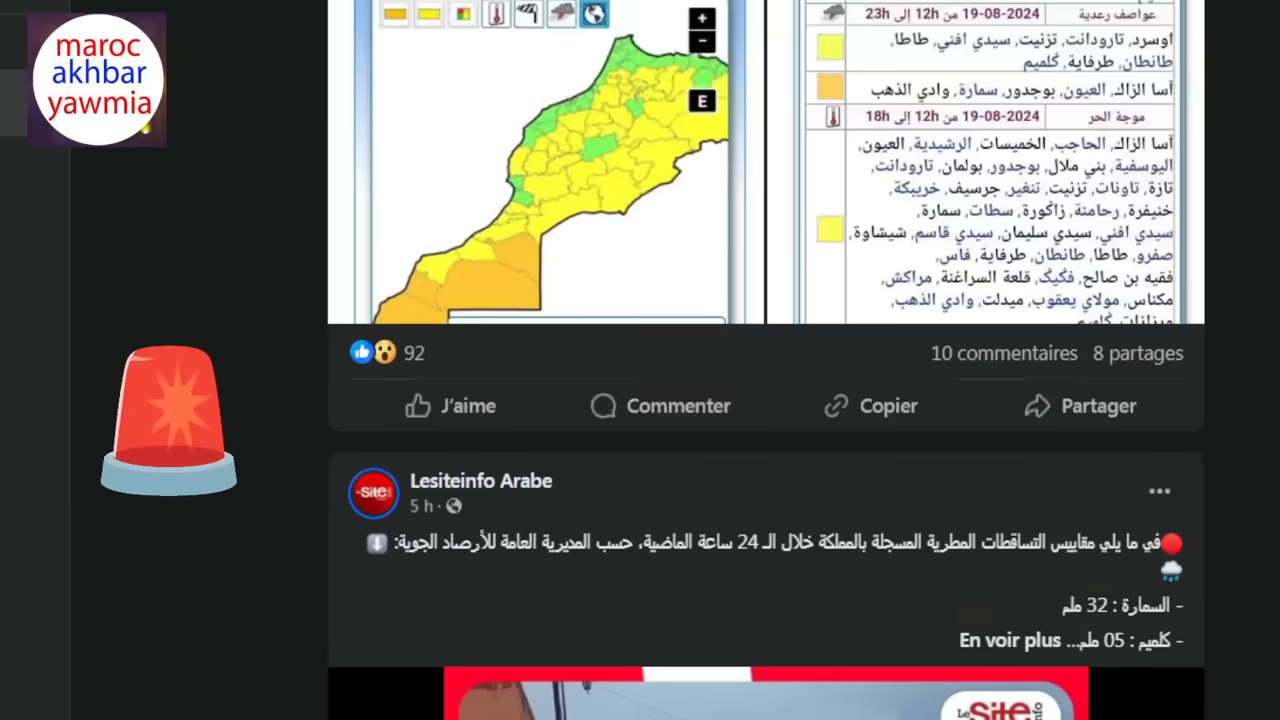 maroc
akhbar
yawmia
+
-
E
عواصف رعدية
19-08-2024 من 12h إلى 23h
اوسرد, تارودانت, تزنيت, سيدي افني, طاطا,
طانطان, طرفاية, كلميم
آسا الزاك, العيون, بوجدور, سمارة, وادي الذهب
موجة الحر
19-08-2024 من 12h إلى 18h
آسا الزاك, الحاجب, الخميسات, الرشيدية, العيون,
اليوسفية, بني ملال, بوجدور, بولمان, تارودانت,
تازة, تاونات, تزنيت, تنغير, جرسيف, خريبكة,
خنيفرة, رحامنة, زاكورة, سطات, سمارة,
سيدي افني, سيدي سليمان, سيدي قاسم, شيشاوة,
صفرو, طاطا, طانطان, طرفاية, فاس,
فقيه بن صالح, فكيك, قلعة السراغنة, مراكش,
مكناس, مولاي يعقوب, ميدلت, وادي الذهب,
92
10 commentaires 8 partages
J'aime
Commenter
Copier
Partager
Lesiteinfo Arabe
5 h ·
في ما يلي مقاييس التساقطات المطرية المسجلة بالمملكة خلال الـ 24 ساعة الماضية، حسب المديرية العامة للأرصاد الجوية:
- السمارة : 32 ملم
- كلميم : 05 ملم... En voir plus
Le Site info